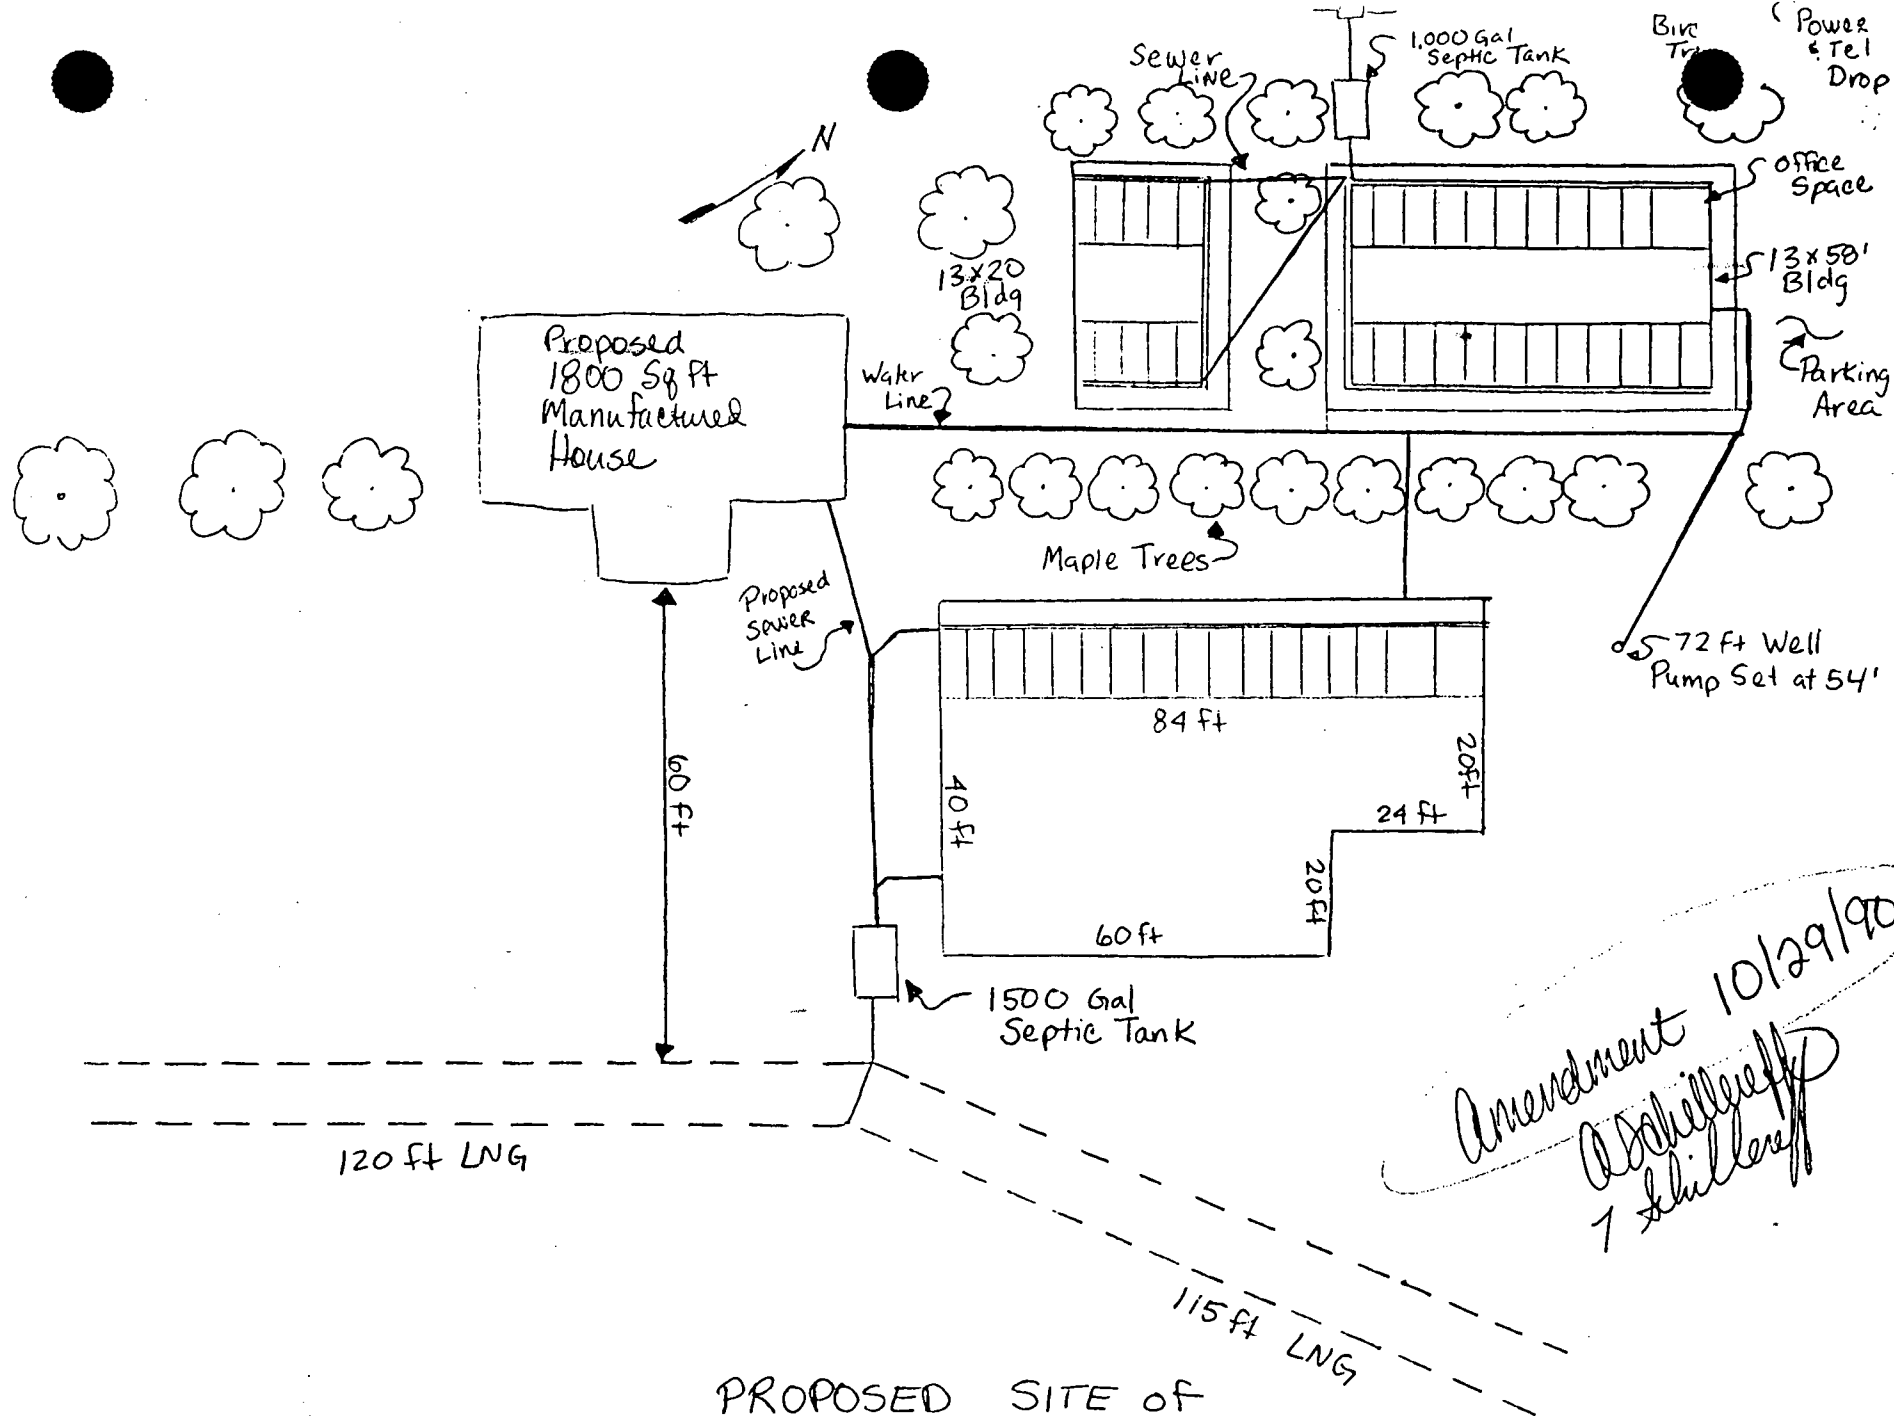 Sewer
Line
1,000 Gal
Septic Tank
Power
& Tel
Drop
N
Office
Space
13x20
Bldg
13x58'
Bldg
Proposed
1800 Sq ft
Manufactured
House
Water
Line
Parking
Area
Maple Trees
Proposed
Sewer
Line
72 ft Well
Pump Set at 54'
84 ft
20ft
60 ft
40 ft
24 ft
20ft
60 ft
1500 Gal
Septic Tank
Amendment 10/29/90
120 ft LNG
115 ft LNG
PROPOSED SITE of